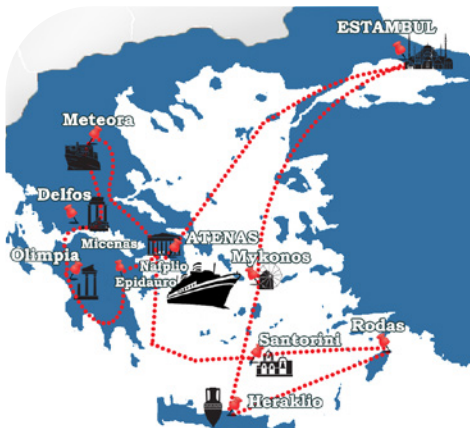 ESTAMBUL
Meteora
Delfos
Micenas
ATENAS
Olimpia
Nafplio
Mykonos
Epidauro
Santorini
Rodas
Heraklio